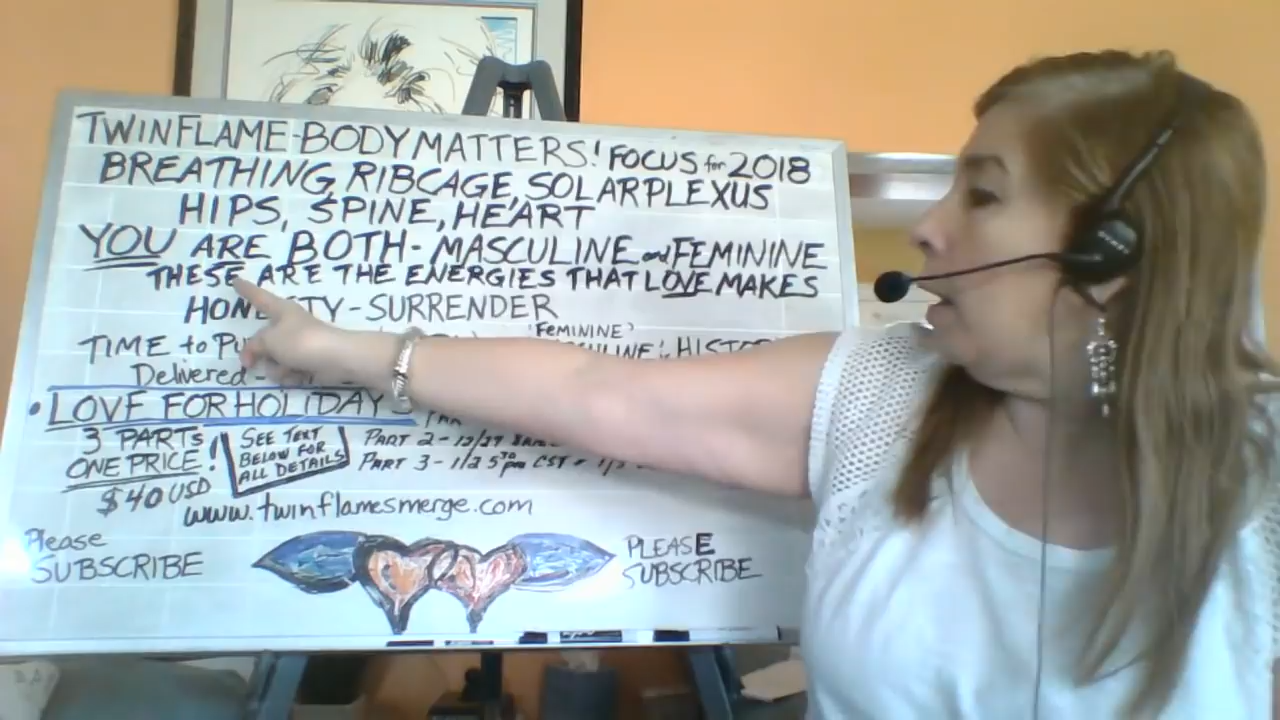 TWINFLAME-BODY MATTERS! FOCUS for 2018
BREATHING, RIBCAGE, SOLARPLEXUS
HIPS, SPINE, HEART
YOU ARE BOTH - MASCULINE and FEMININE
THESE ARE THE ENERGIES THAT LOVE MAKES
-SURRENDER
'FEMININE'
TIME to
Delivered -
• LOVE FOR HOLIDAYS
3 PARTS
ONE PRICE!
$40 USD
SEE TEXT
BELOW FOR
ALL DETAILS
PART 2 - 12/27
PART 3 - 1/2 5:30pm CST
www.twinflamesmerge.com
Please
SUBSCRIBE
PLEASE
SUBSCRIBE